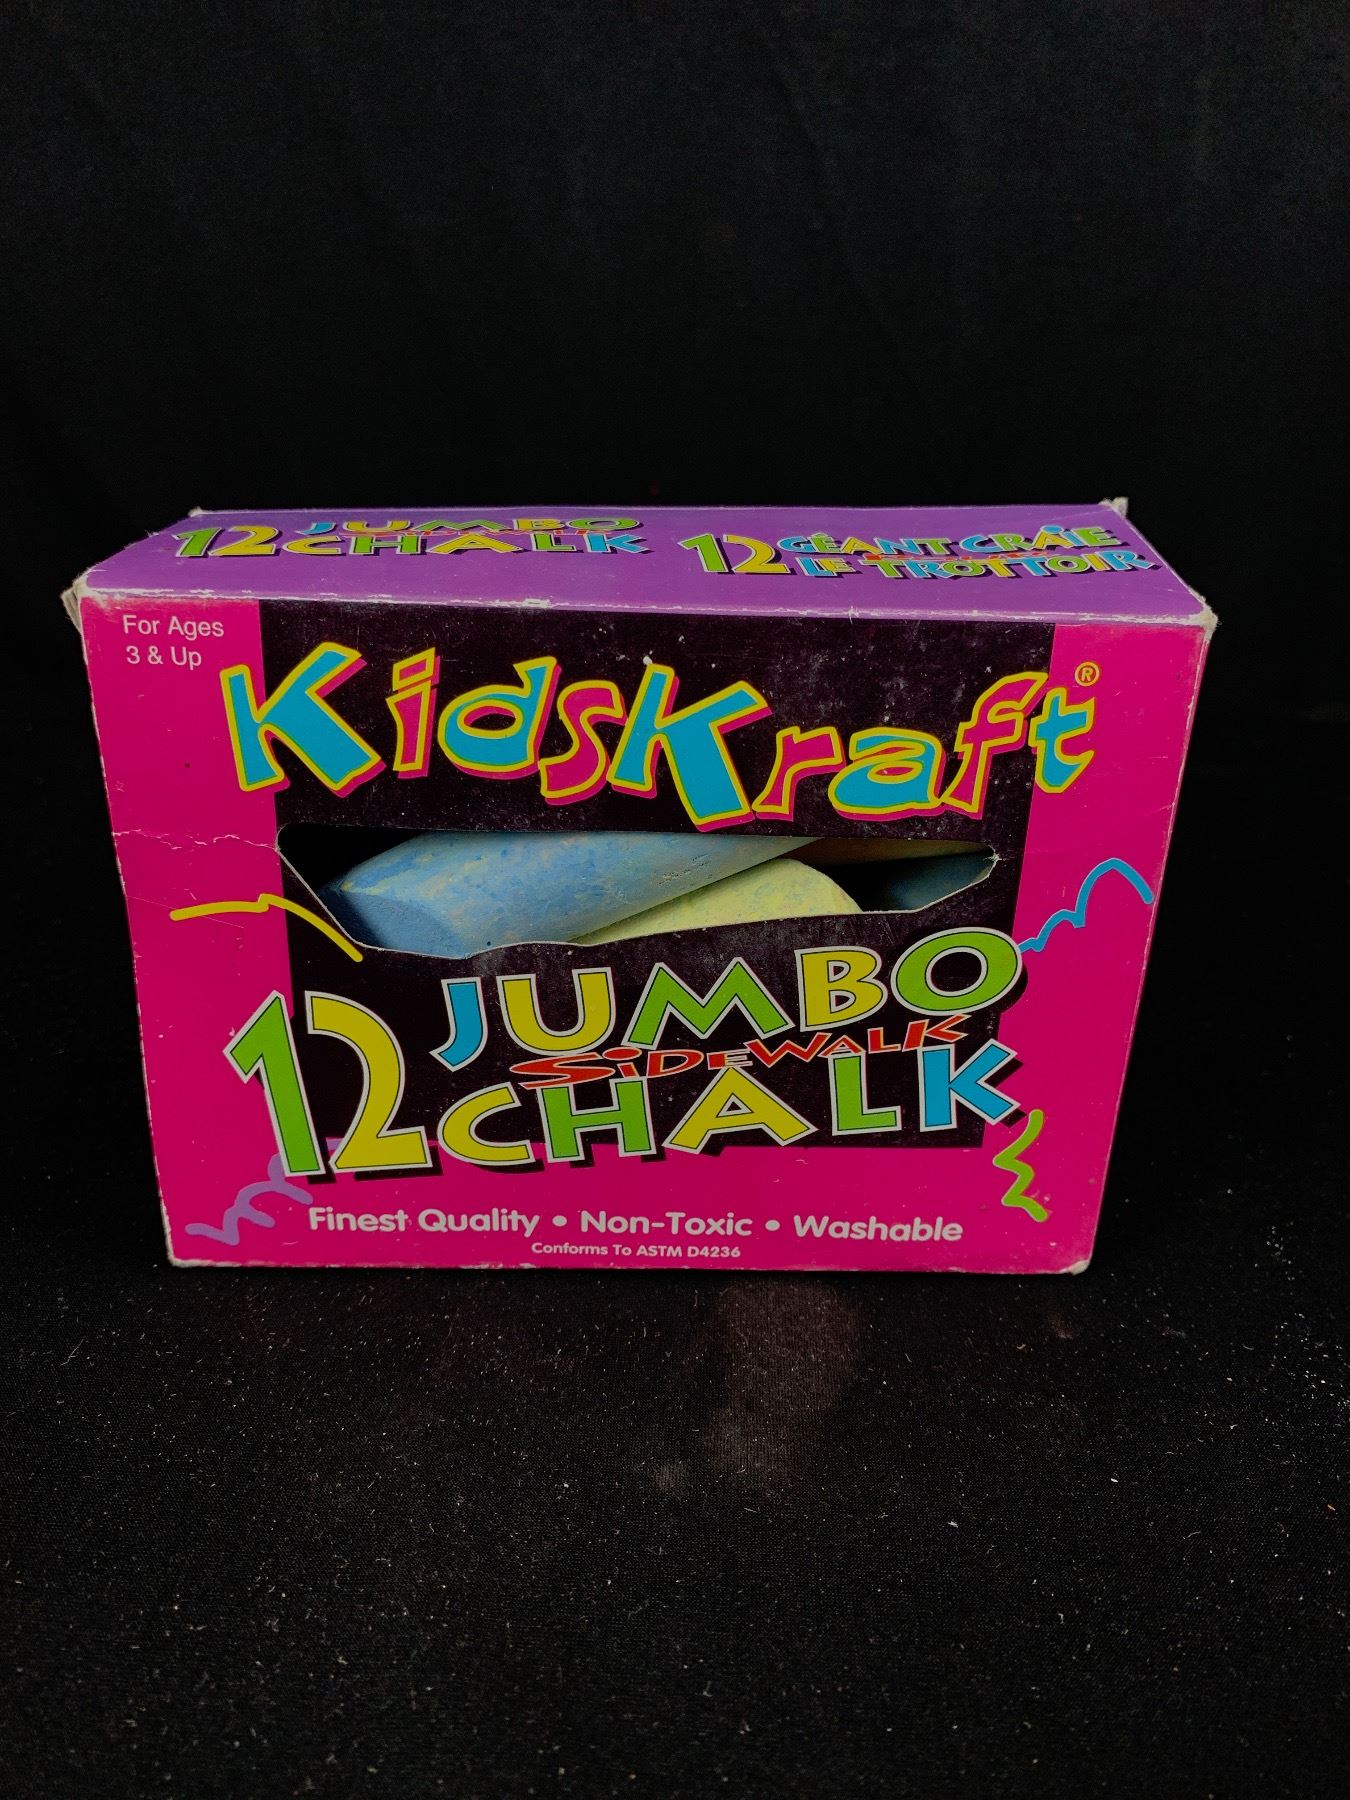 12 JUMBO
SIDEWALK
CHALK
12 GÉANT CRAIE
LE TROTTOIR
For Ages
3 & Up
KidsKraft®
12 JUMBO
SIDEWALK
CHALK
Finest Quality • Non-Toxic • Washable
Conforms To ASTM D4236